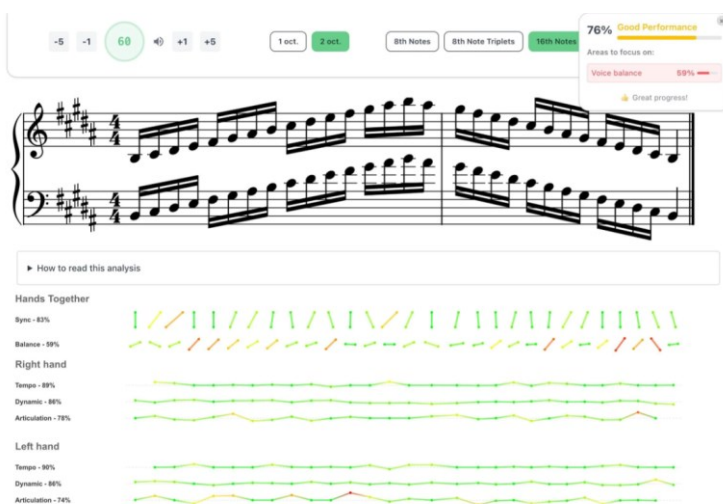 -5 -1 60 +1 +5 1 oct. 2 oct. 8th Notes 8th Note Triplets 16th Notes
76% Good Performance
Areas to focus on:
Voice balance 59%
👍 Great progress!
4 4
4 4
▶ How to read this analysis
Hands Together
Sync - 83%
Balance - 59%
Right hand
Tempo - 89%
Dynamic - 86%
Articulation - 78%
Left hand
Tempo - 90%
Dynamic - 86%
Articulation - 74%